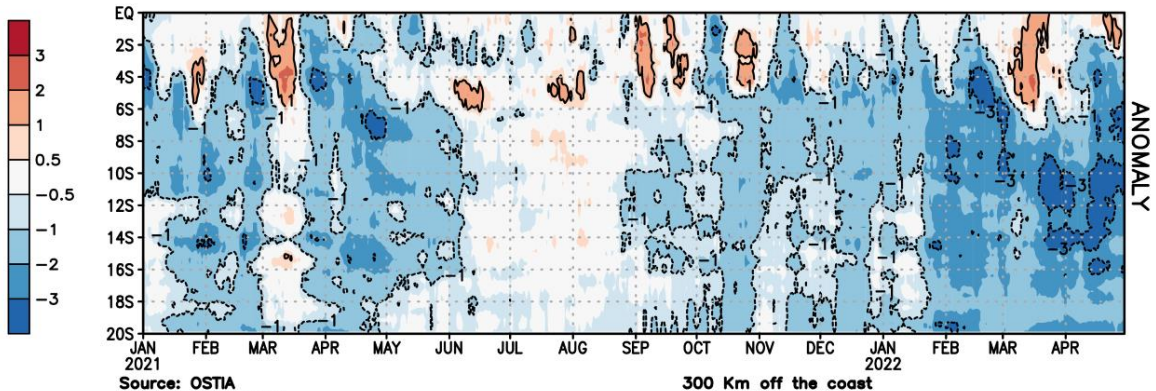 EQ
2S
4S
6S
8S
10S
12S
14S
16S
18S
20S
3
2
1
0.5
-0.5
-1
-2
-3
ANOMALY
JAN FEB MAR APR MAY JUN JUL AUG SEP OCT NOV DEC JAN FEB MAR APR
2021 2022
Source: OSTIA 300 Km off the coast